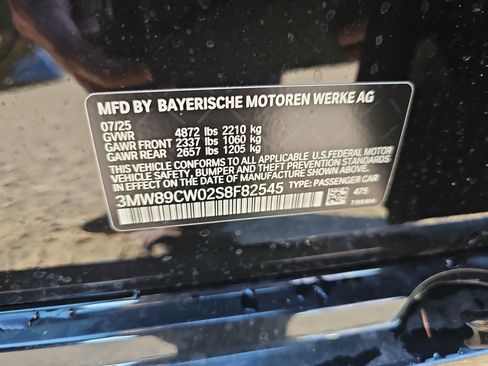 MFD BY BAYERISCHE MOTOREN WERKE AG
07/25
GVWR 4872 lbs 2210 kg
GAWR FRONT 2337 lbs 1060 kg
GAWR REAR 2657 lbs 1205 kg
THIS VEHICLE CONFORMS TO ALL APPLICABLE U.S.FEDERAL MOTOR
VEHICLE SAFETY, BUMPER AND THEFT PREVENTION STANDARDS
IN EFFECT ON THE DATE OF MANUFACTURE SHOWN ABOVE.
3MW89CW02S8F82545 TYPE: PASSENGER CAR
475